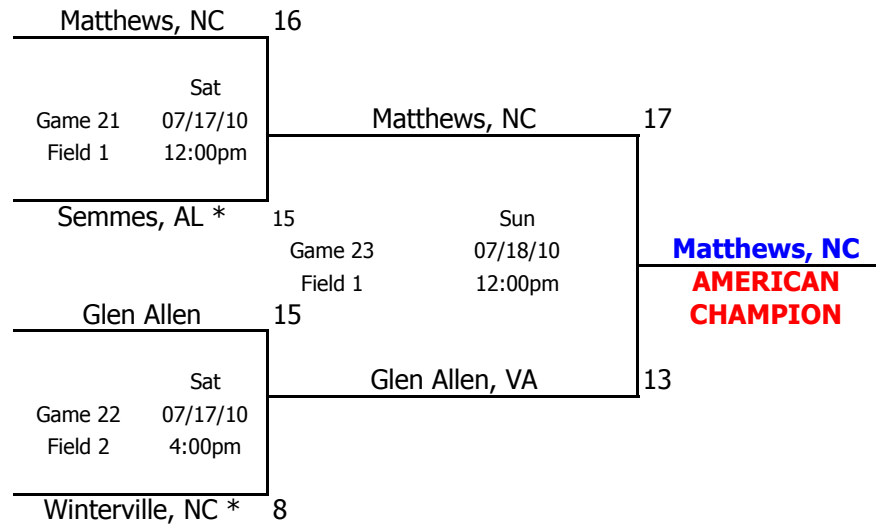 Matthews, NC 16
Sat
Game 21 07/17/10
Field 1 12:00pm
Matthews, NC 17
Semmes, AL * 15
Sun
Game 23 07/18/10
Field 1 12:00pm
Matthews, NC
AMERICAN
CHAMPION
Glen Allen 15
Sat
Game 22 07/17/10
Field 2 4:00pm
Glen Allen, VA 13
Winterville, NC * 8